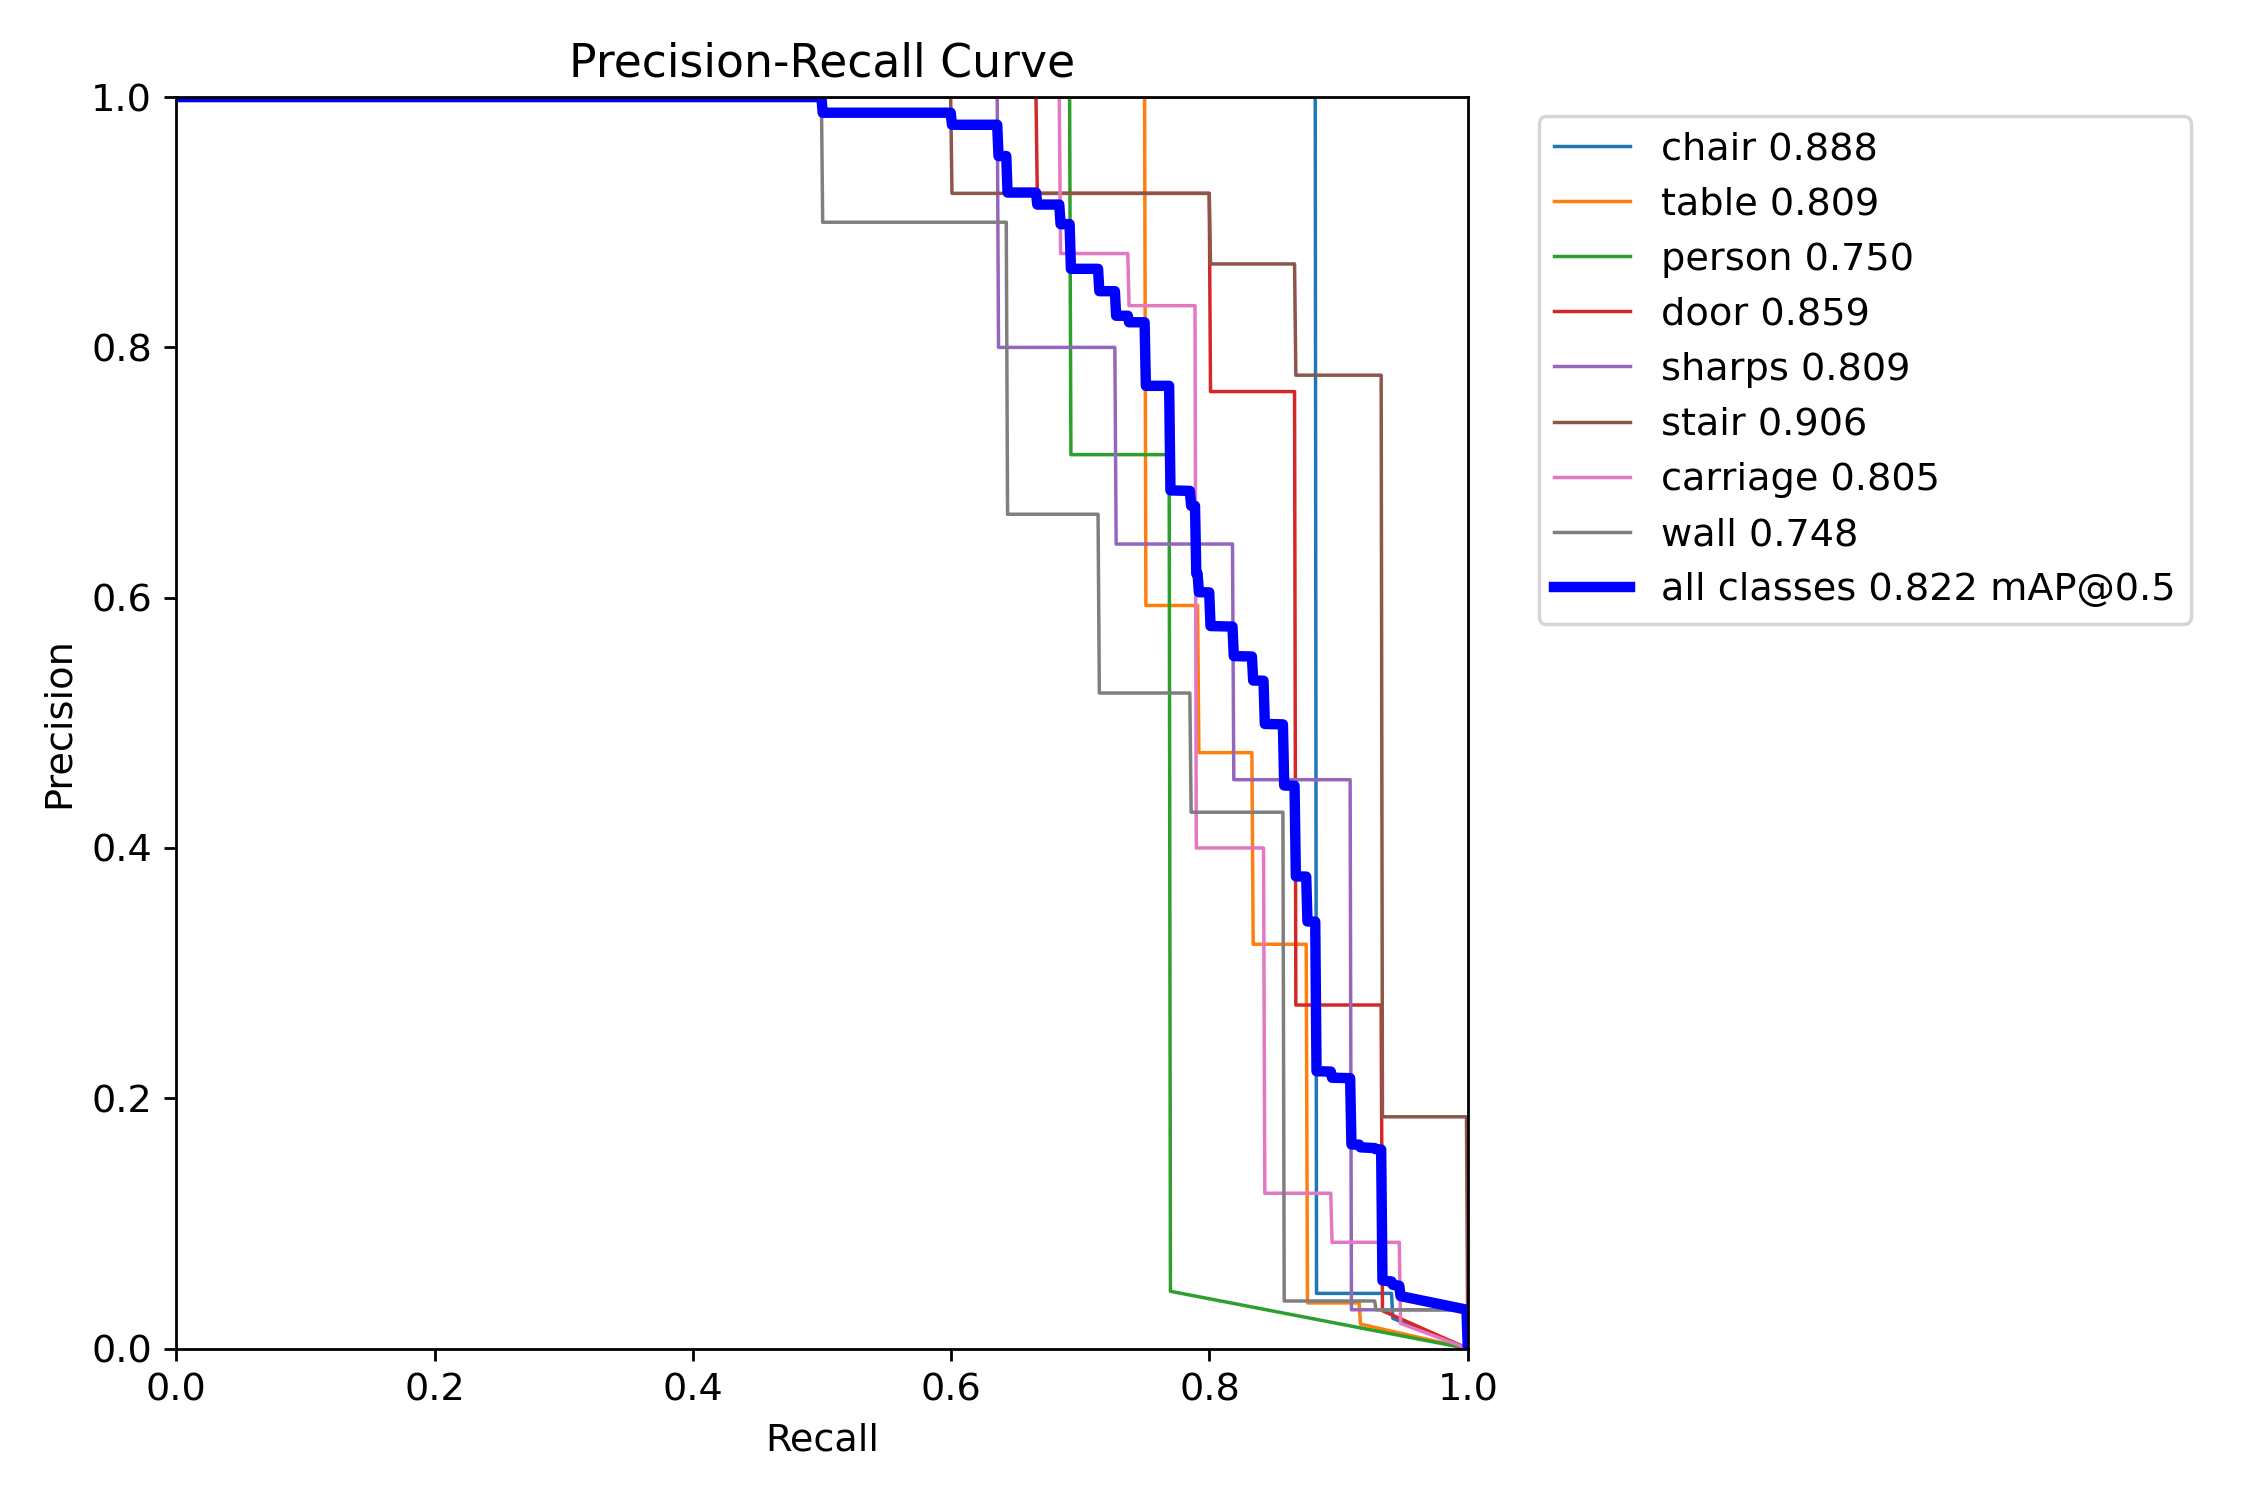 Precision-Recall Curve
1.0
0.8
0.6
0.4
0.2
0.0
Precision
0.0 0.2 0.4 0.6 0.8 1.0
Recall
chair 0.888
table 0.809
person 0.750
door 0.859
sharps 0.809
stair 0.906
carriage 0.805
wall 0.748
all classes 0.822 mAP@0.5